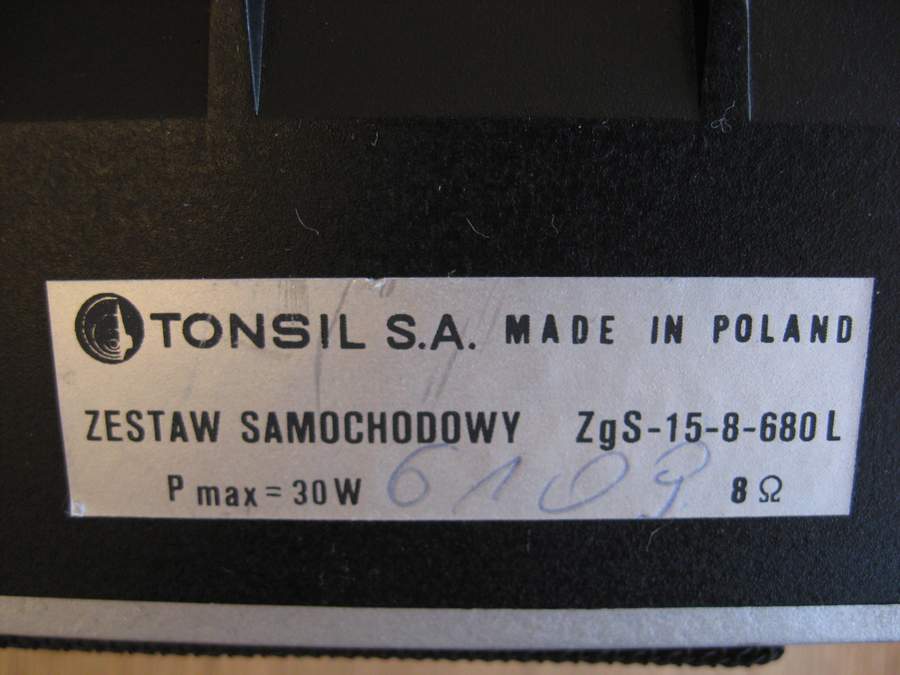 TONSIL S.A. MADE IN POLAND
ZESTAW SAMOCHODOWY ZgS-15-8-680 L
P max = 30 W 6109 8 Ω